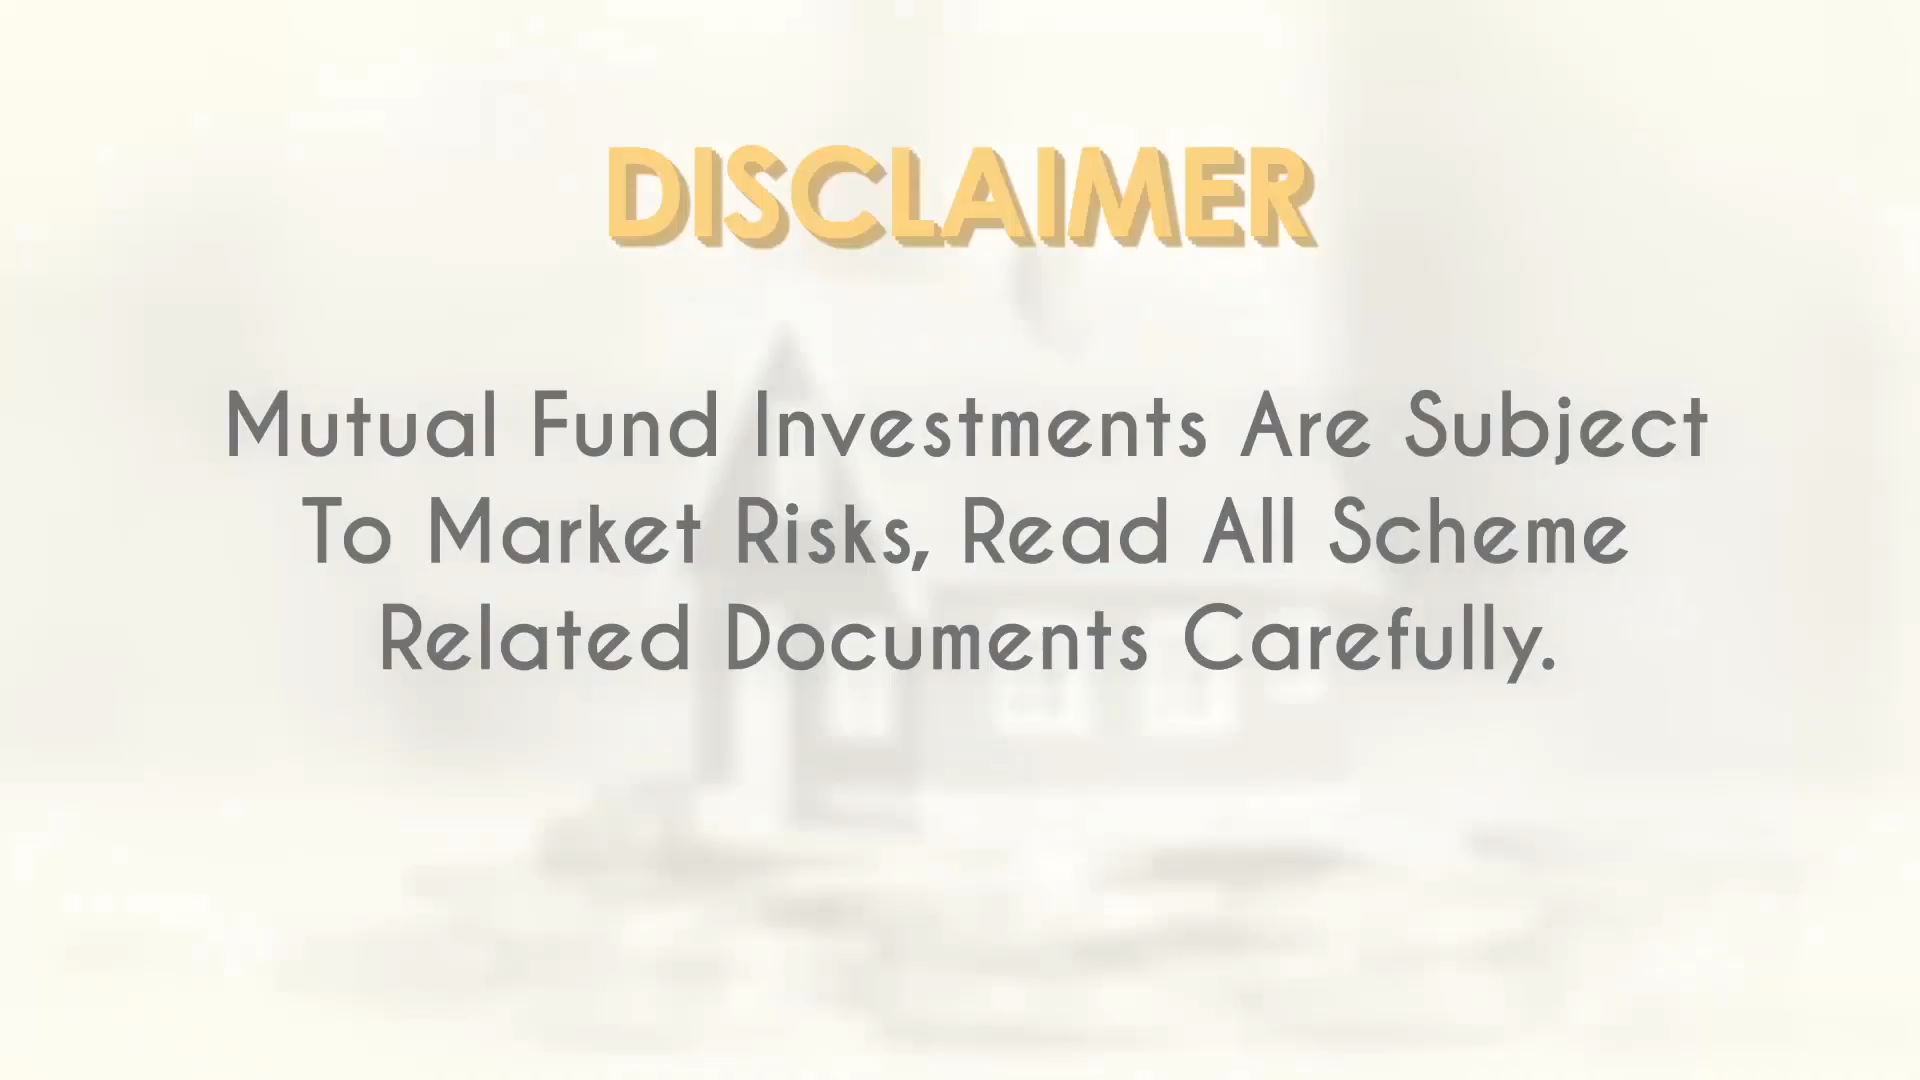 DISCLAIMER
Mutual Fund Investments Are Subject
To Market Risks, Read All Scheme
Related Documents Carefully.